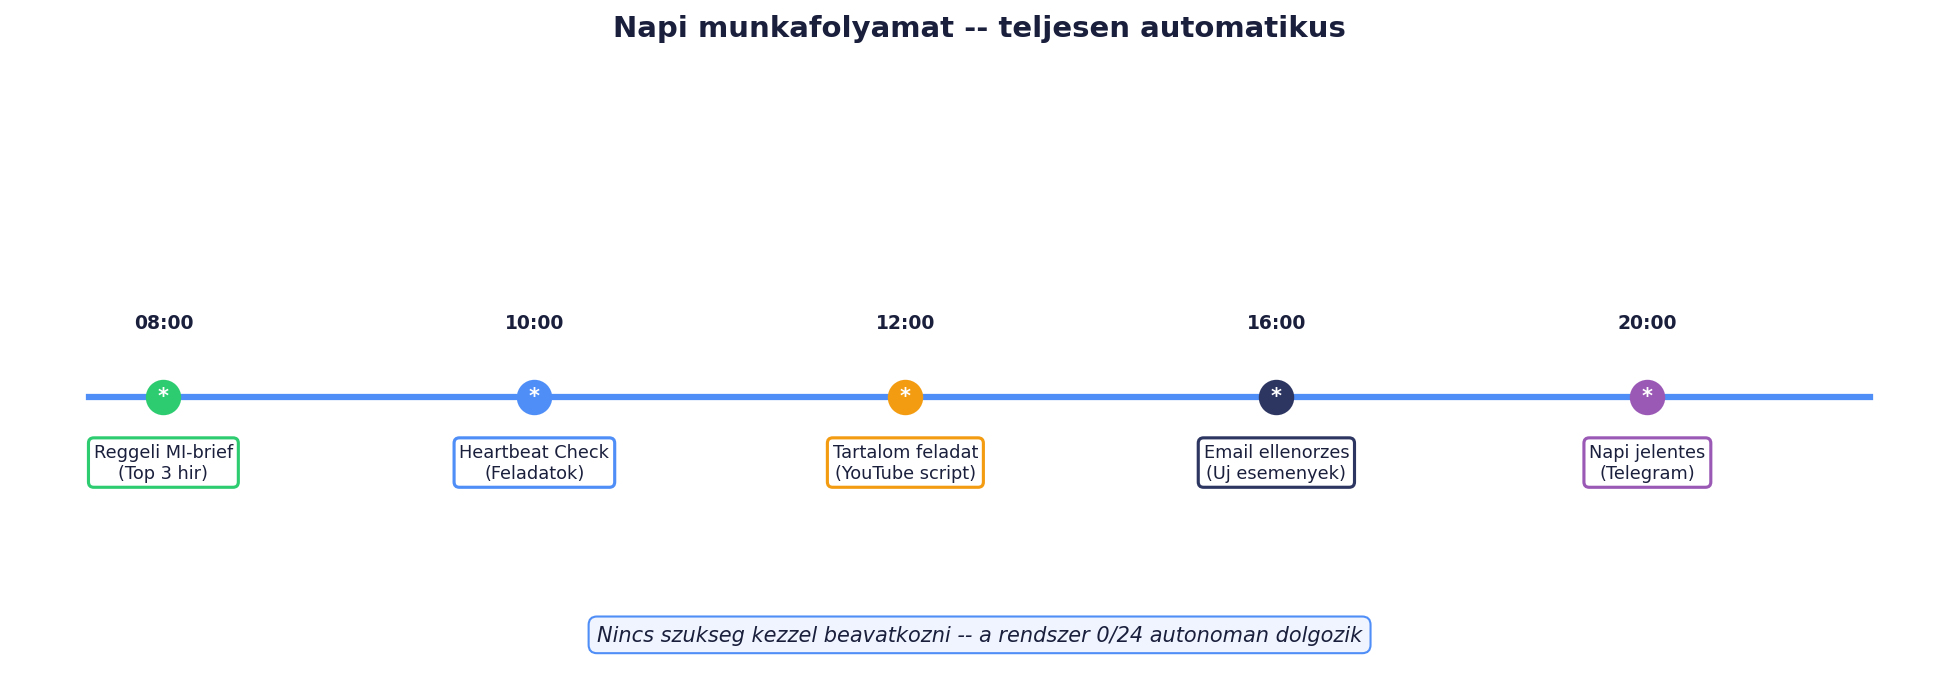 Napi munkafolyamat -- teljesen automatikus
08:00
10:00
12:00
16:00
20:00
*
*
*
*
*
Reggeli MI-brief
(Top 3 hir)
Heartbeat Check
(Feladatok)
Tartalom feladat
(YouTube script)
Email ellenorzes
(Uj esemenyek)
Napi jelentes
(Telegram)
Nincs szukseg kezzel beavatkozni -- a rendszer 0/24 autonoman dolgozik